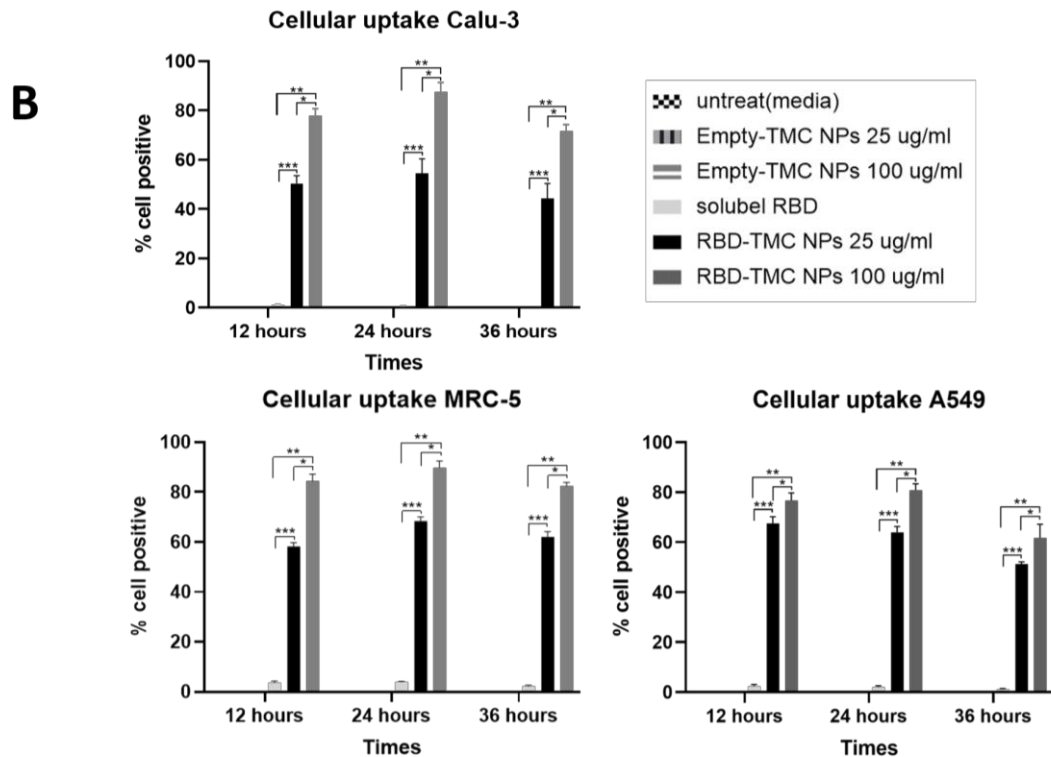 B
Cellular uptake Calu-3
% cell positive
100
80
60
40
20
0
***
*
**
***
*
**
***
*
**
12 hours
24 hours
36 hours
Times
untreat(media)
Empty-TMC NPs 25 ug/ml
Empty-TMC NPs 100 ug/ml
solubel RBD
RBD-TMC NPs 25 ug/ml
RBD-TMC NPs 100 ug/ml
Cellular uptake MRC-5
% cell positive
100
80
60
40
20
0
***
*
**
***
*
**
***
*
**
12 hours
24 hours
36 hours
Times
Cellular uptake A549
% cell positive
100
80
60
40
20
0
***
*
**
***
*
**
***
*
**
12 hours
24 hours
36 hours
Times